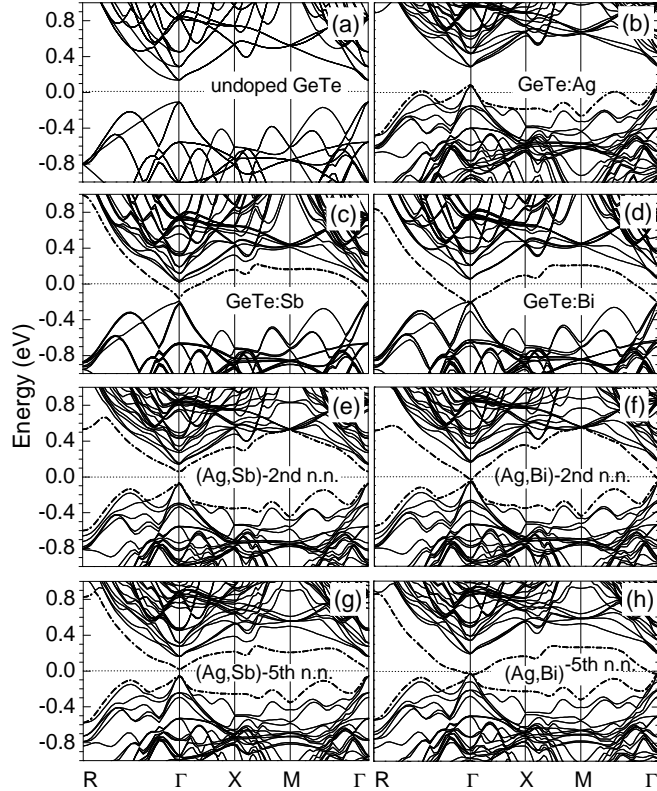 0.8
0.4
0.0
-0.4
-0.8
(a)
undoped GeTe
(b)
GeTe:Ag
0.8
0.4
0.0
-0.4
-0.8
(c)
GeTe:Sb
(d)
GeTe:Bi
Energy (eV)
0.8
0.4
0.0
-0.4
-0.8
(e)
(Ag,Sb)-2nd n.n.
(f)
(Ag,Bi)-2nd n.n.
0.8
0.4
0.0
-0.4
-0.8
(g)
(Ag,Sb)-5th n.n.
(h)
(Ag,Bi)-5th n.n.
R Γ X M Γ R Γ X M Γ